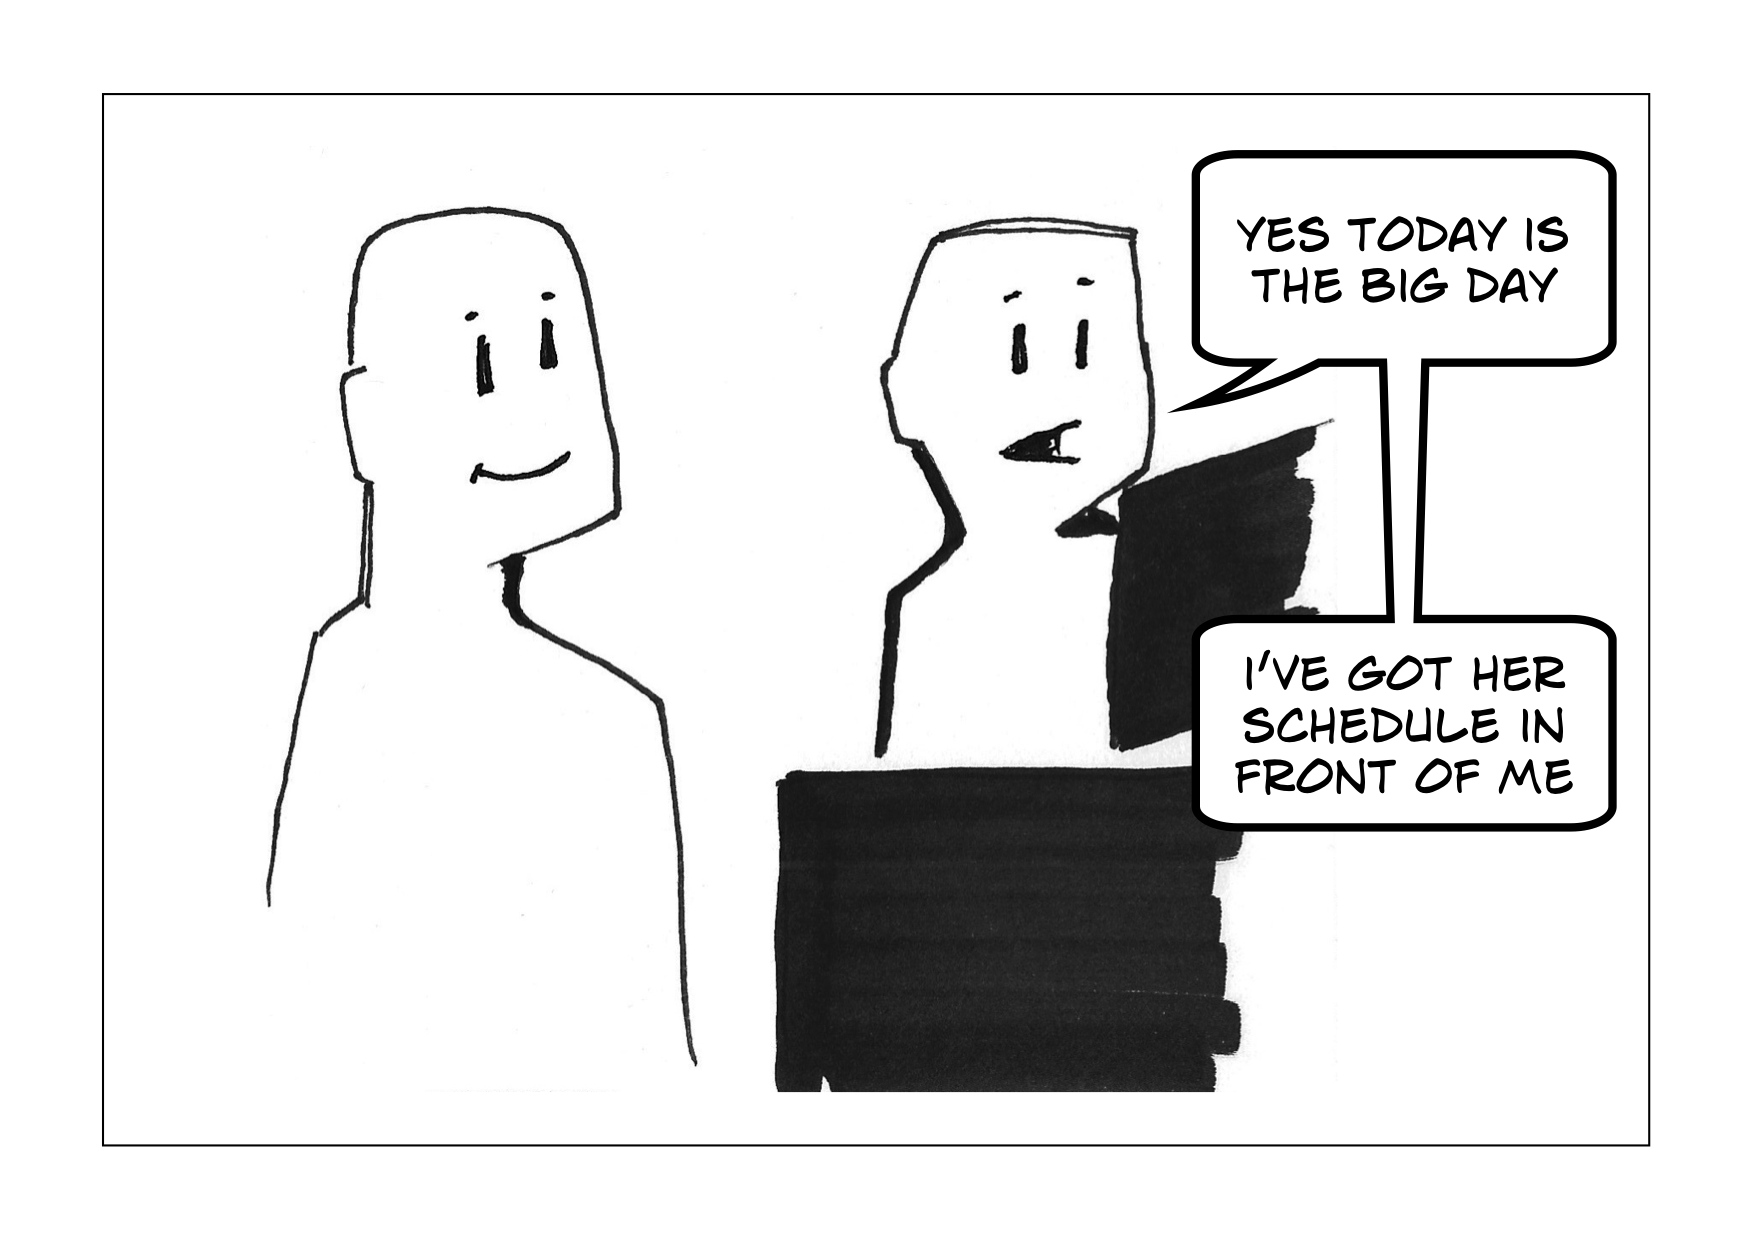 YES TODAY IS
THE BIG DAY
I'VE GOT HER
SCHEDULE IN
FRONT OF ME